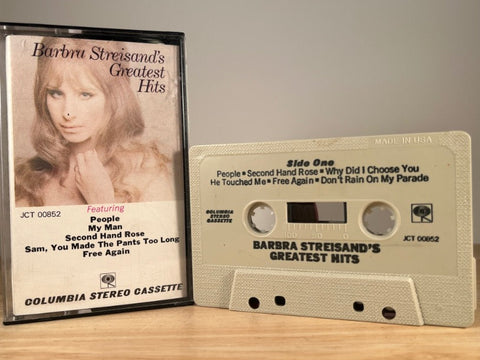 Barbra Streisand's
Greatest
Hits
JCT 00852
Featuring
People
My Man
Second Hand Rose
Sam, You Made The Pants Too Long
Free Again
COLUMBIA STEREO CASSETTE
MADE IN USA
Side One
People • Second Hand Rose • Why Did I Choose You
He Touched Me • Free Again • Don't Rain On My Parade
COLUMBIA
STEREO
CASSETTE
JCT 00852
BARBRA STREISAND'S
GREATEST HITS